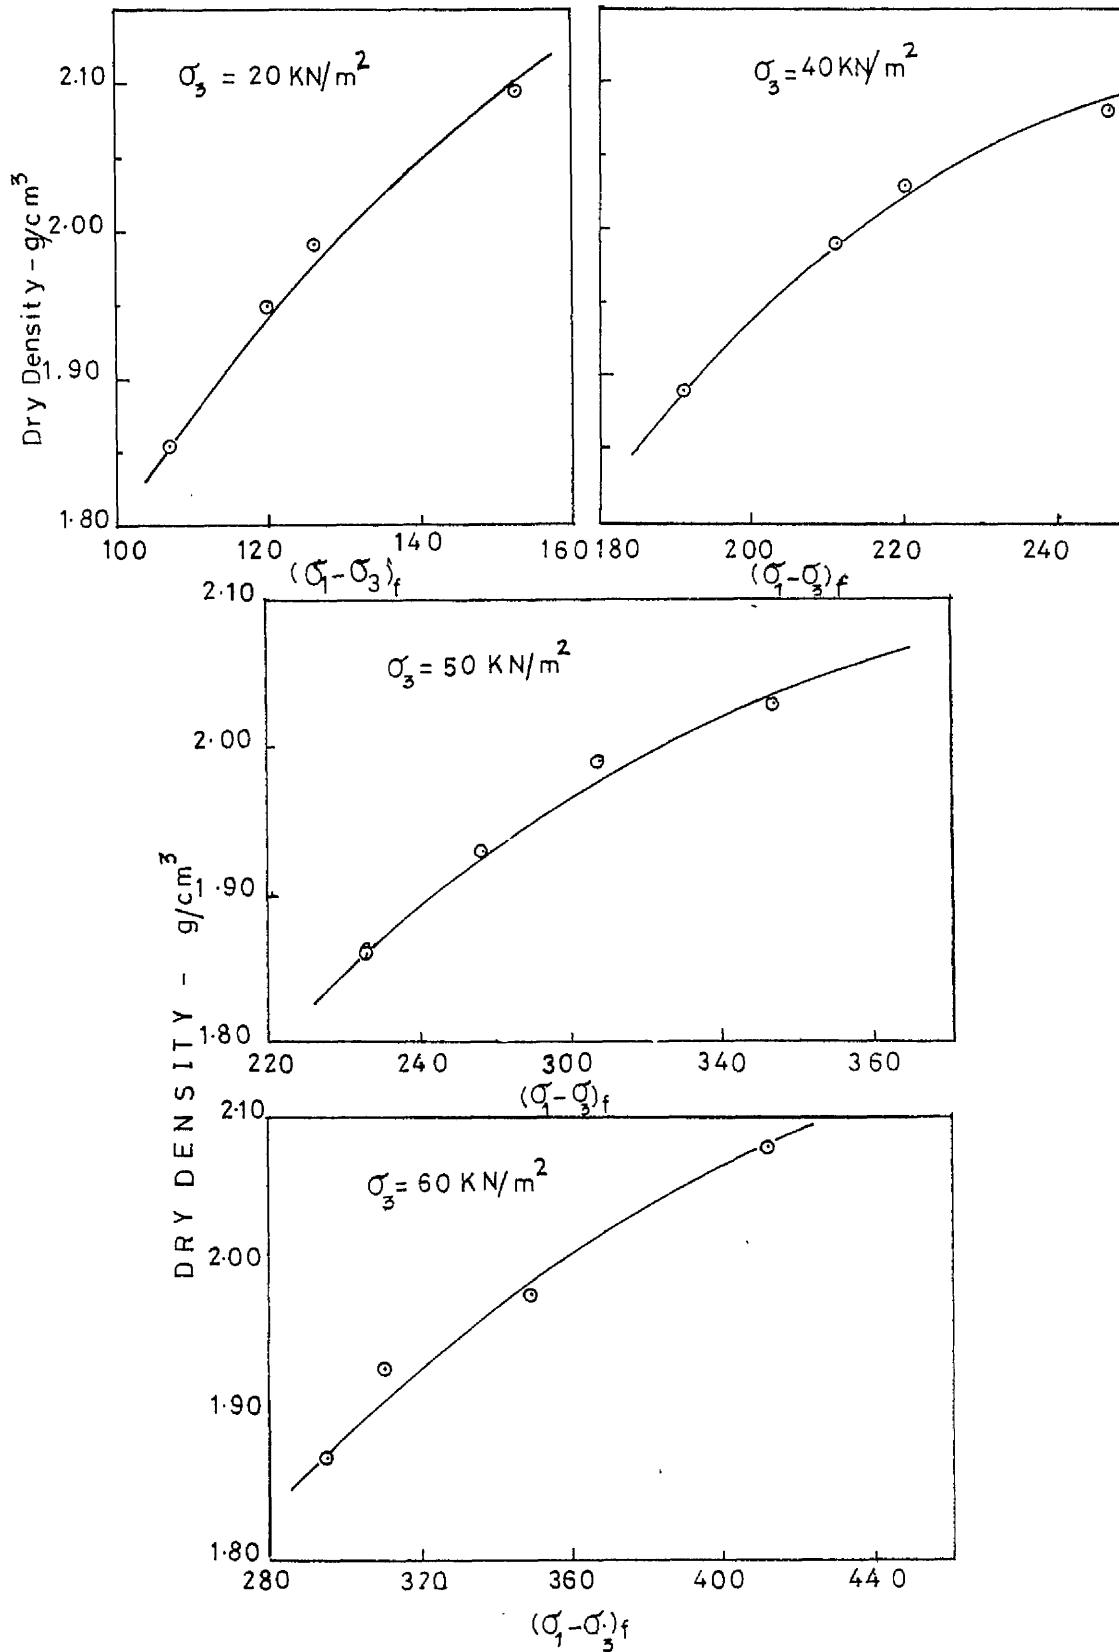 σ₃ = 20 KN/m²
σ₃ = 40 KN/m²
Dry Density - g/cm³
2.10
2.00
1.90
1.80
100 120 140 160
(σ₁-σ₃)f
180 200 220 240
(σ₁-σ₃)f
σ₃ = 50 KN/m²
DRY DENSITY - g/cm³
2.10
2.00
1.90
1.80
220 240 300 340 360
(σ₁-σ₃)f
σ₃ = 60 KN/m²
2.10
2.00
1.90
1.80
280 320 360 400 440
(σ₁-σ₃)f